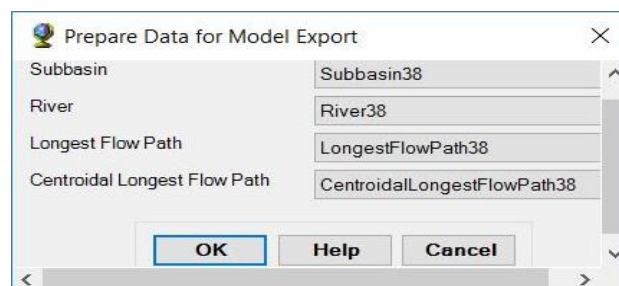 Prepare Data for Model Export
Subbasin Subbasin38
River River38
Longest Flow Path LongestFlowPath38
Centroidal Longest Flow Path CentroidalLongestFlowPath38
OK Help Cancel